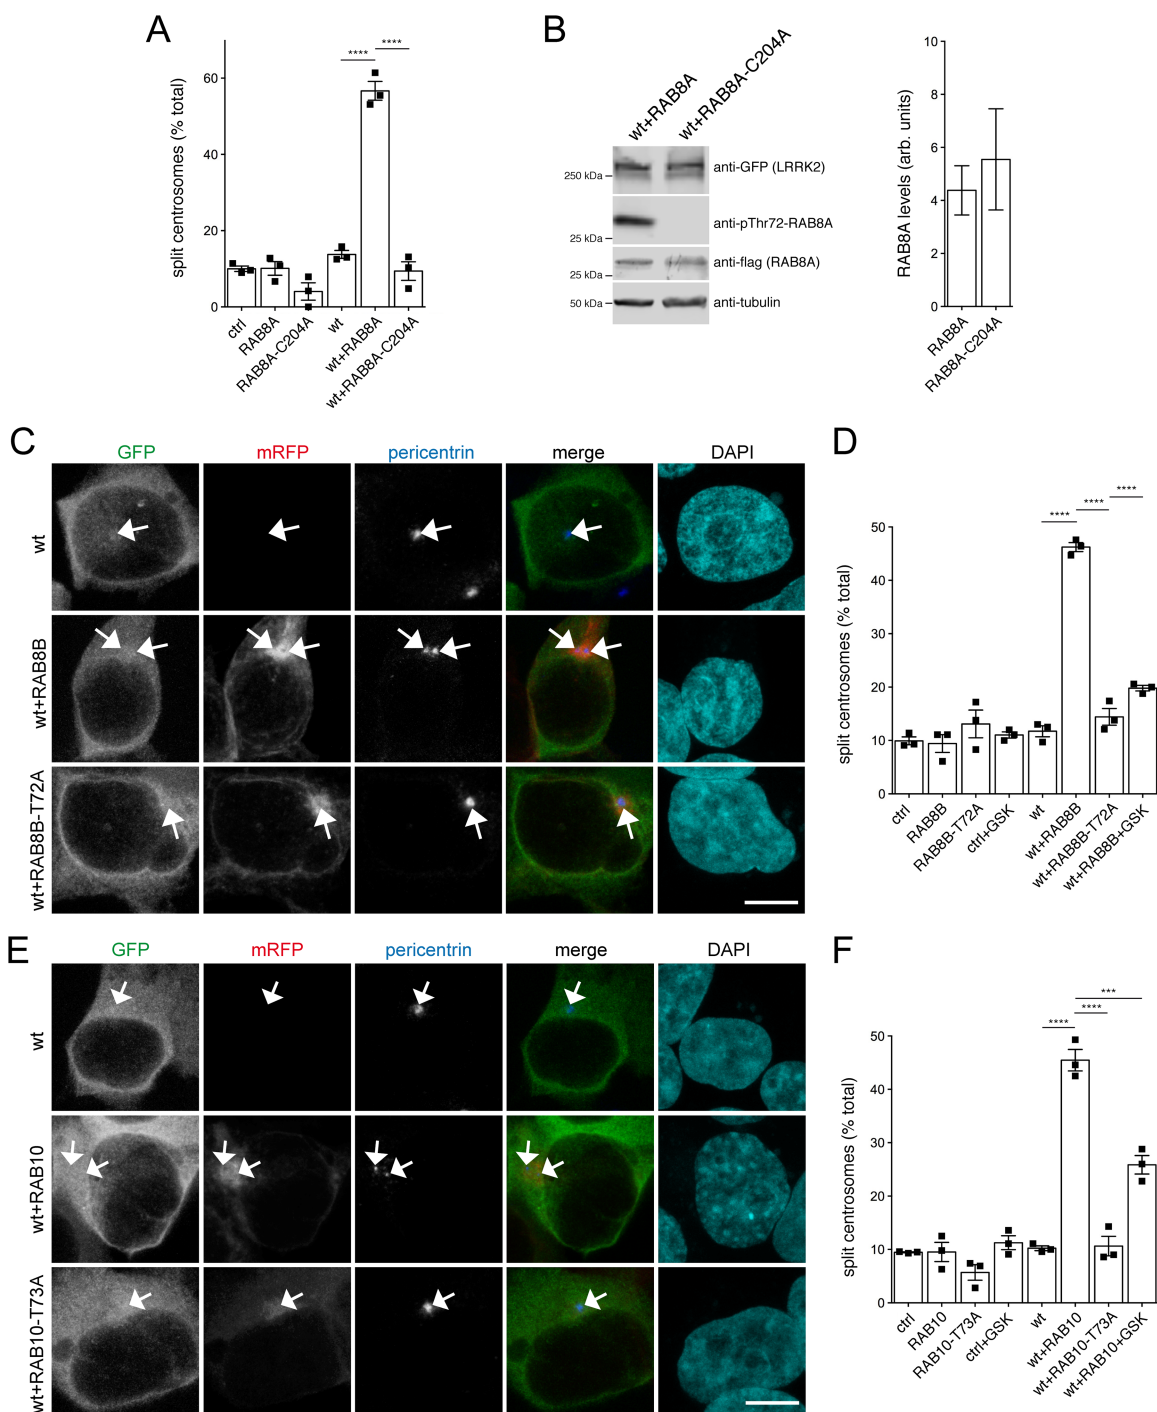 A
split centrosomes (% total)
60
40
20
0
****
****
ctrl
RAB8A
RAB8A-C204A
wt
wt+RAB8A
wt+RAB8A-C204A
B
wt+RAB8A
wt+RAB8A-C204A
250 kDa
anti-GFP (LRRK2)
25 kDa
anti-pThr72-RAB8A
25 kDa
anti-flag (RAB8A)
50 kDa
anti-tubulin
RAB8A levels (arb. units)
10
8
6
4
2
0
RAB8A
RAB8A-C204A
C
GFP
mRFP
pericentrin
merge
DAPI
wt
wt+RAB8B
wt+RAB8B-T72A
D
split centrosomes (% total)
50
40
30
20
10
0
****
****
****
ctrl
RAB8B
RAB8B-T72A
ctrl+GSK
wt
wt+RAB8B
wt+RAB8B-T72A
wt+RAB8B+GSK
E
GFP
mRFP
pericentrin
merge
DAPI
wt
wt+RAB10
wt+RAB10-T73A
F
split centrosomes (% total)
50
40
30
20
10
0
***
****
****
ctrl
RAB10
RAB10-T73A
ctrl+GSK
wt
wt+RAB10
wt+RAB10-T73A
wt+RAB10+GSK